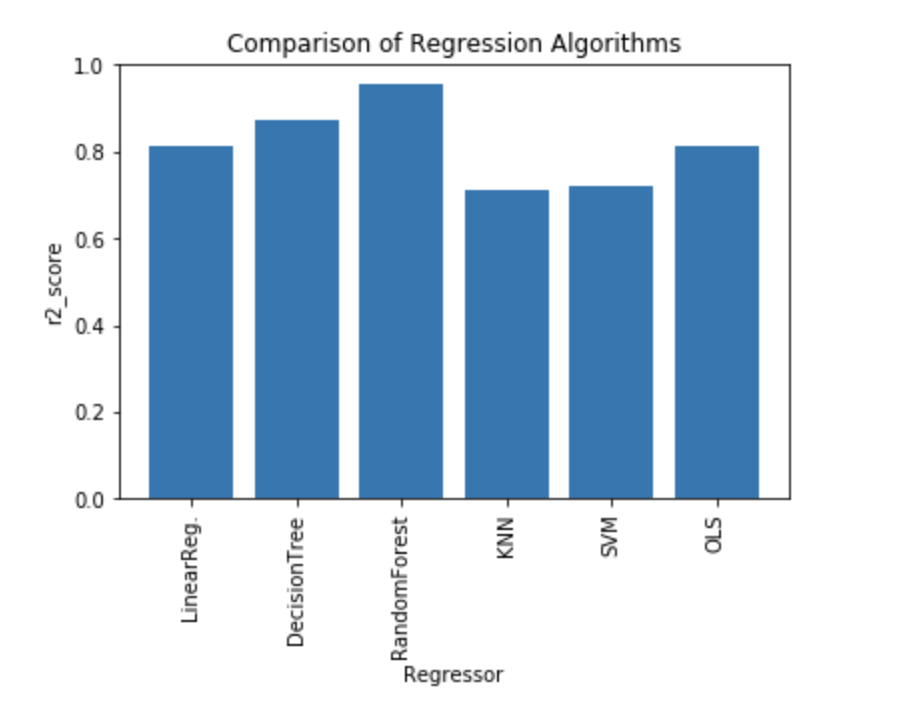 Comparison of Regression Algorithms
1.0
0.8
0.6
0.4
0.2
0.0
r2_score
LinearReg.
DecisionTree
RandomForest
KNN
SVM
OLS
Regressor